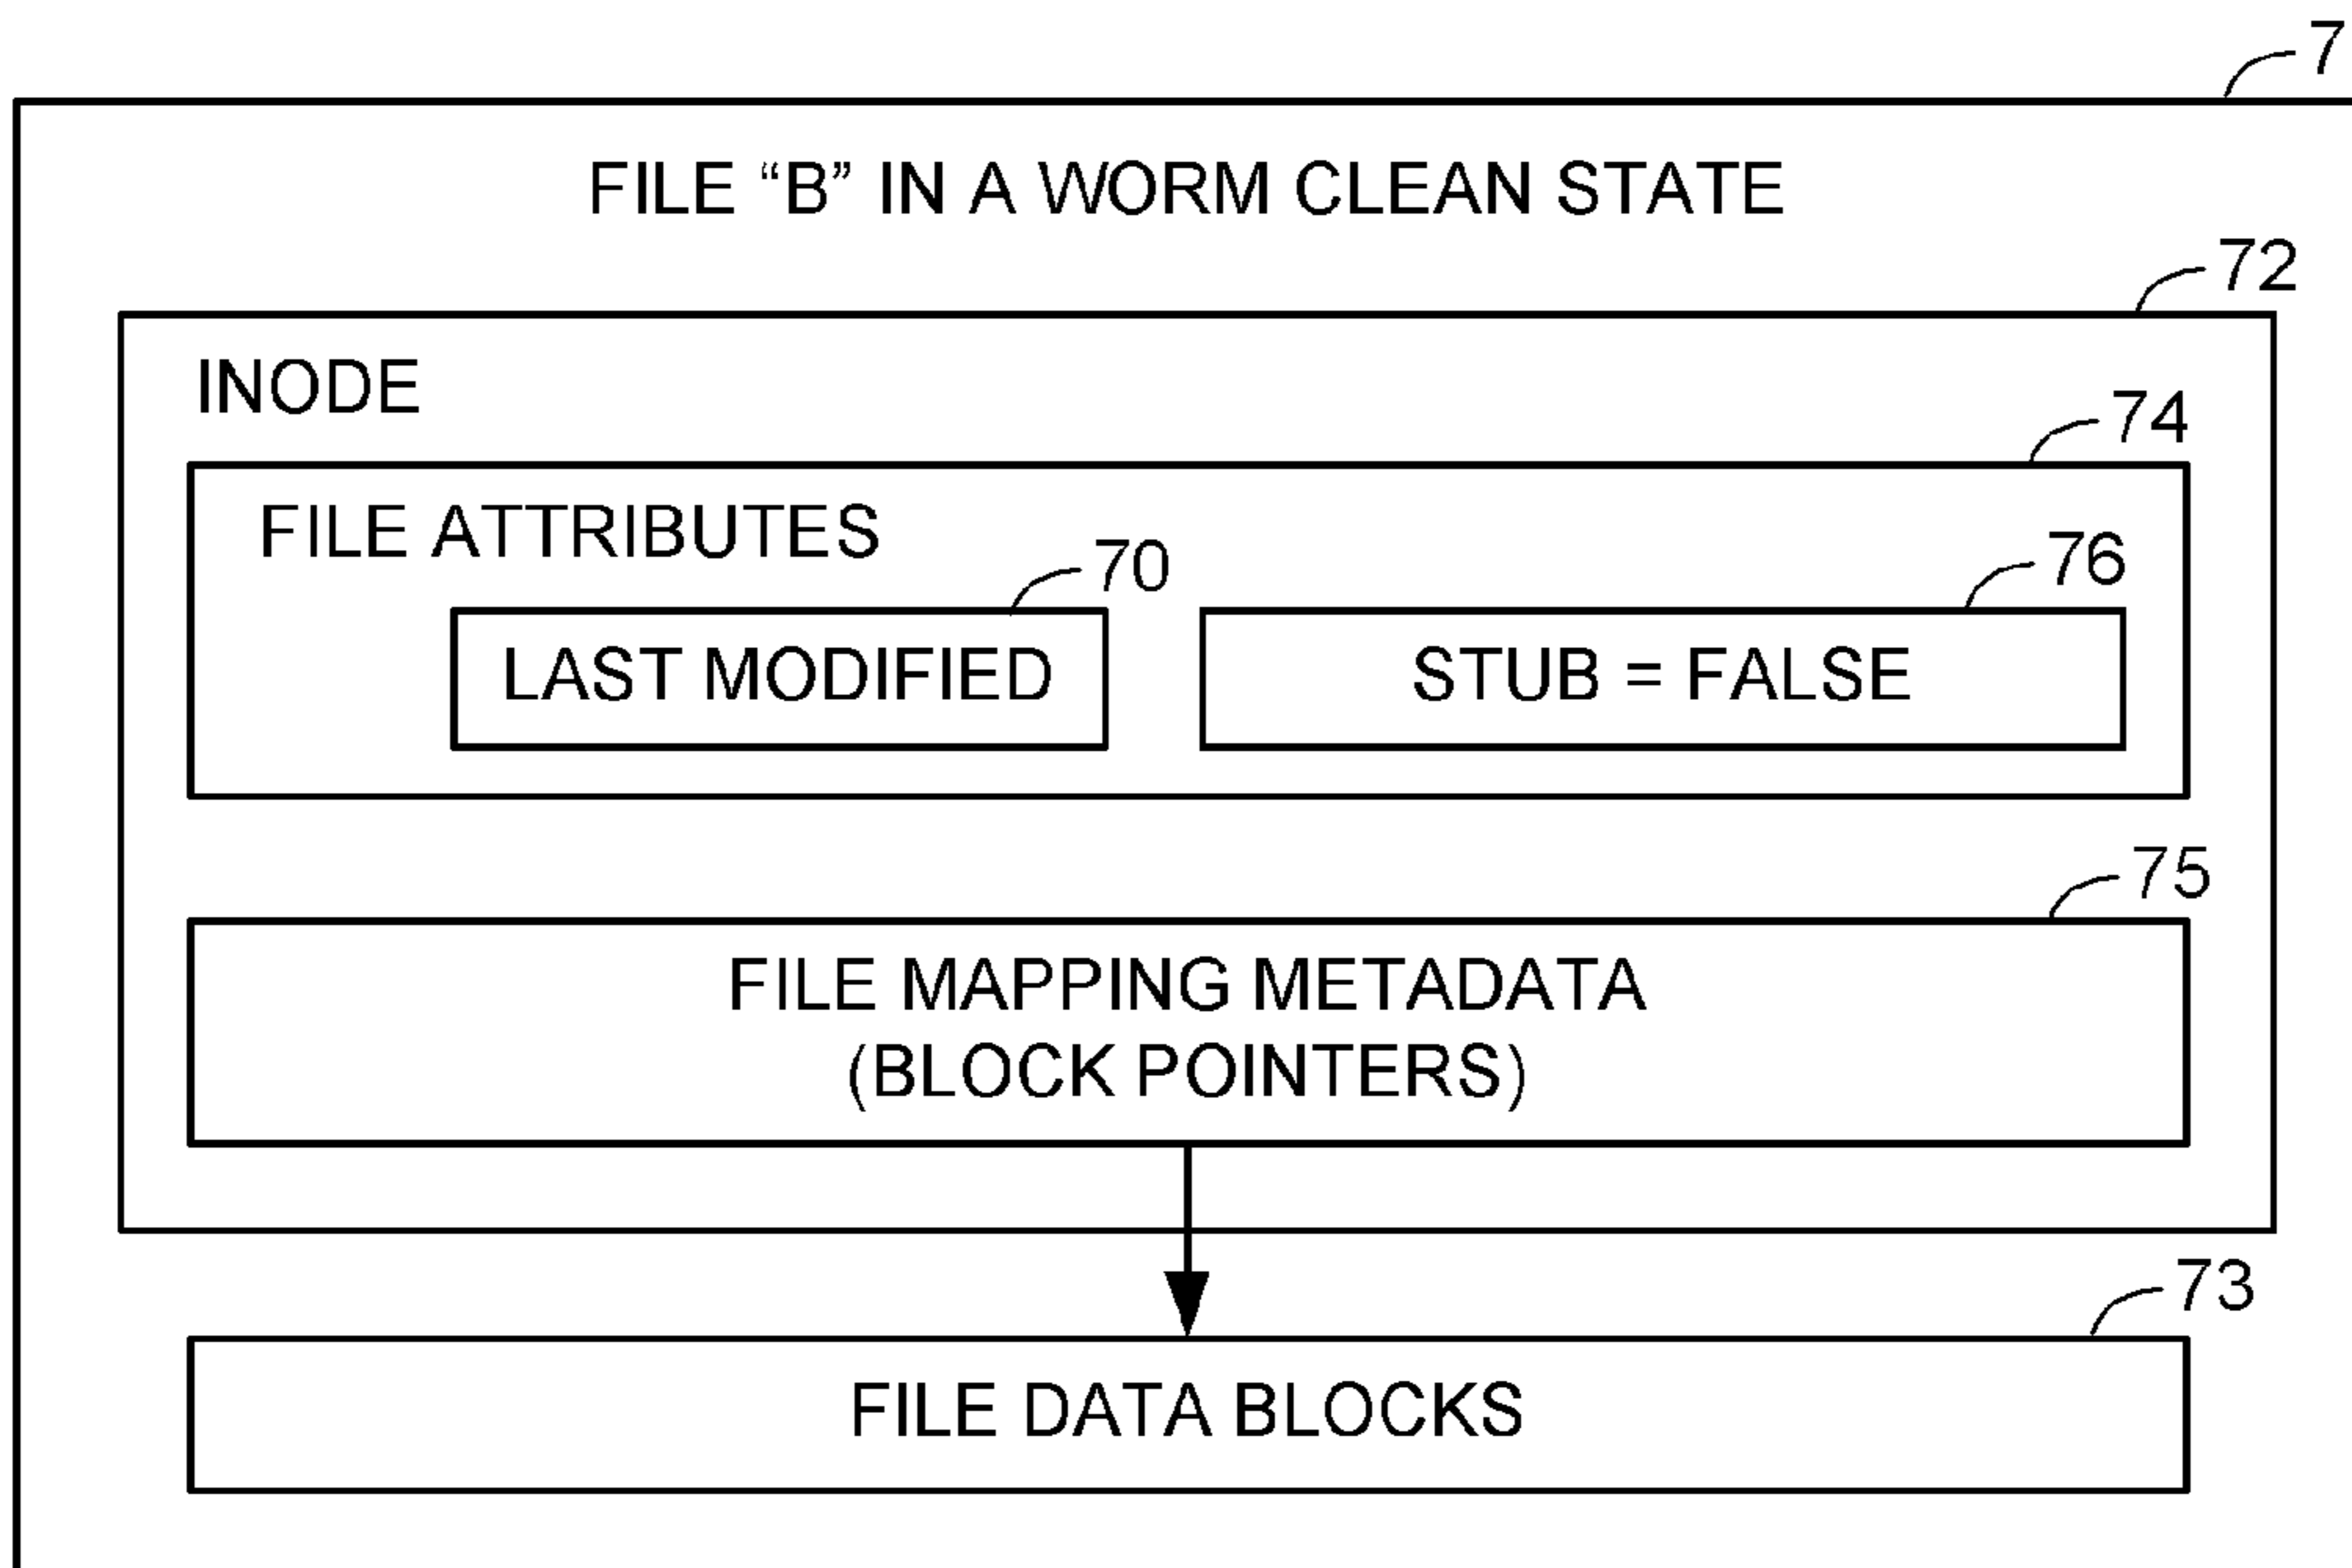 7
FILE “B” IN A WORM CLEAN STATE
72
INODE
74
FILE ATTRIBUTES
70
76
LAST MODIFIED
STUB = FALSE
75
FILE MAPPING METADATA
(BLOCK POINTERS)
73
FILE DATA BLOCKS